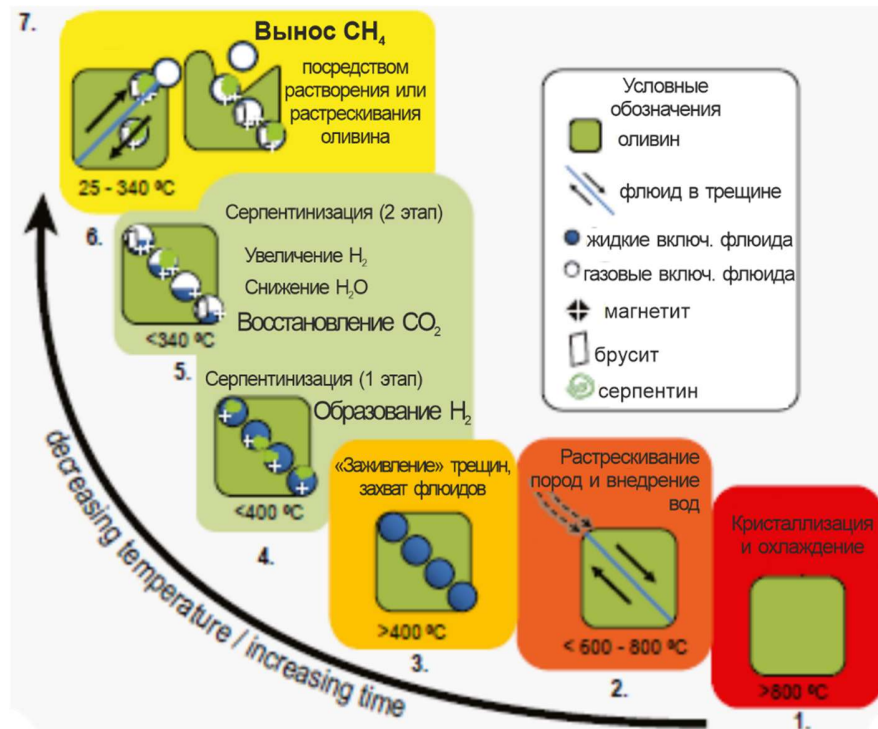 7.
Вынос CH₄
посредством
растворения или
растрескивания
оливина
25 - 340 ºC
Условные
обозначения
оливин
флюид в трещине
жидкие включ. флюида
газовые включ. флюида
магнетит
брусит
серпентин
6.
Серпентинизация (2 этап)
Увеличение H₂
Снижение H₂O
Восстановление CO₂
<340 ºC
5.
Серпентинизация (1 этап)
Образование H₂
<400 ºC
4.
«Заживление» трещин,
захват флюидов
>400 ºC
3.
Растрескивание
пород и внедрение
вод
< 600 - 800 ºC
2.
Кристаллизация
и охлаждение
>800 ºC
1.
decreasing temperature / increasing time